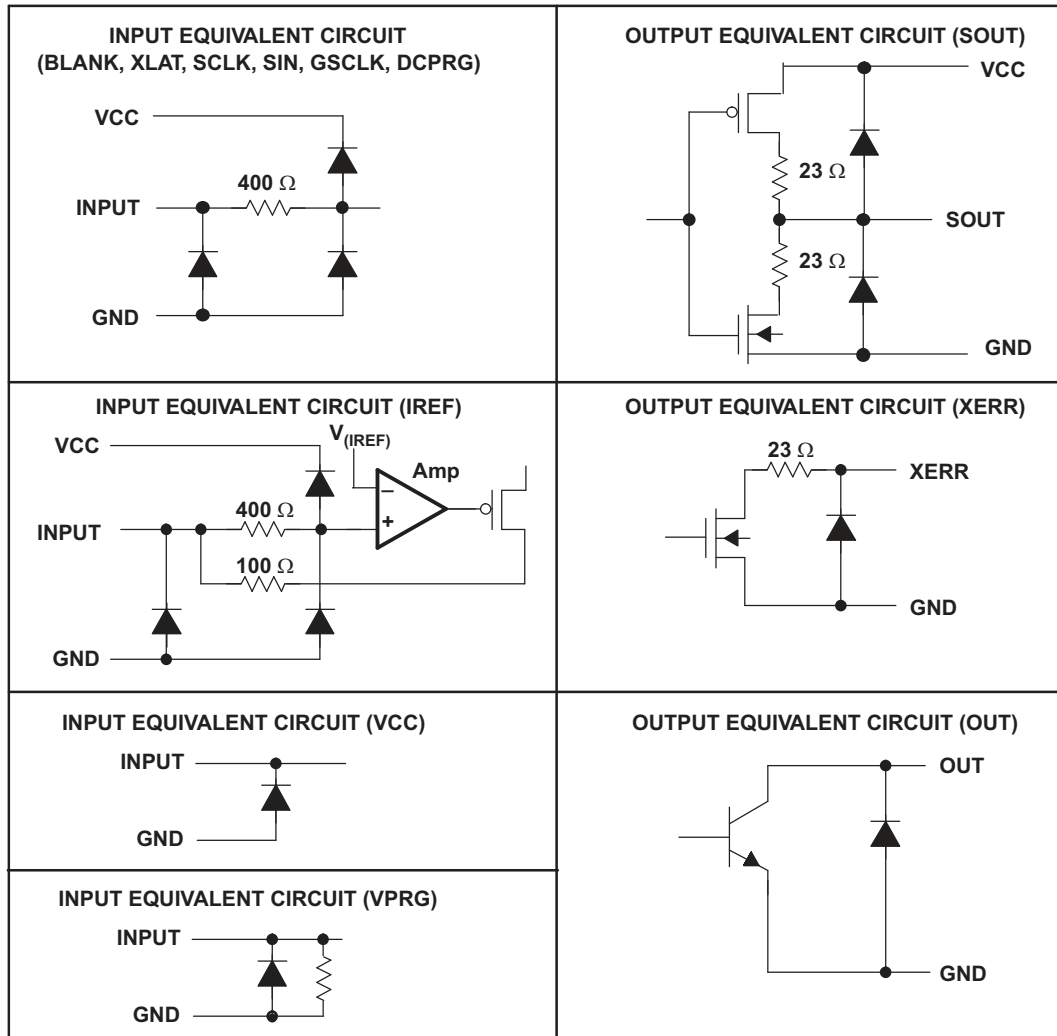 INPUT EQUIVALENT CIRCUIT
(BLANK, XLAT, SCLK, SIN, GSCLK, DCPRG)
VCC
400 Ω
INPUT
GND
OUTPUT EQUIVALENT CIRCUIT (SOUT)
VCC
23 Ω
SOUT
23 Ω
GND
INPUT EQUIVALENT CIRCUIT (IREF)
VCC
V(IREF)
Amp
−
+
INPUT
400 Ω
100 Ω
GND
OUTPUT EQUIVALENT CIRCUIT (XERR)
23 Ω
XERR
GND
INPUT EQUIVALENT CIRCUIT (VCC)
INPUT
GND
OUTPUT EQUIVALENT CIRCUIT (OUT)
OUT
GND
INPUT EQUIVALENT CIRCUIT (VPRG)
INPUT
GND